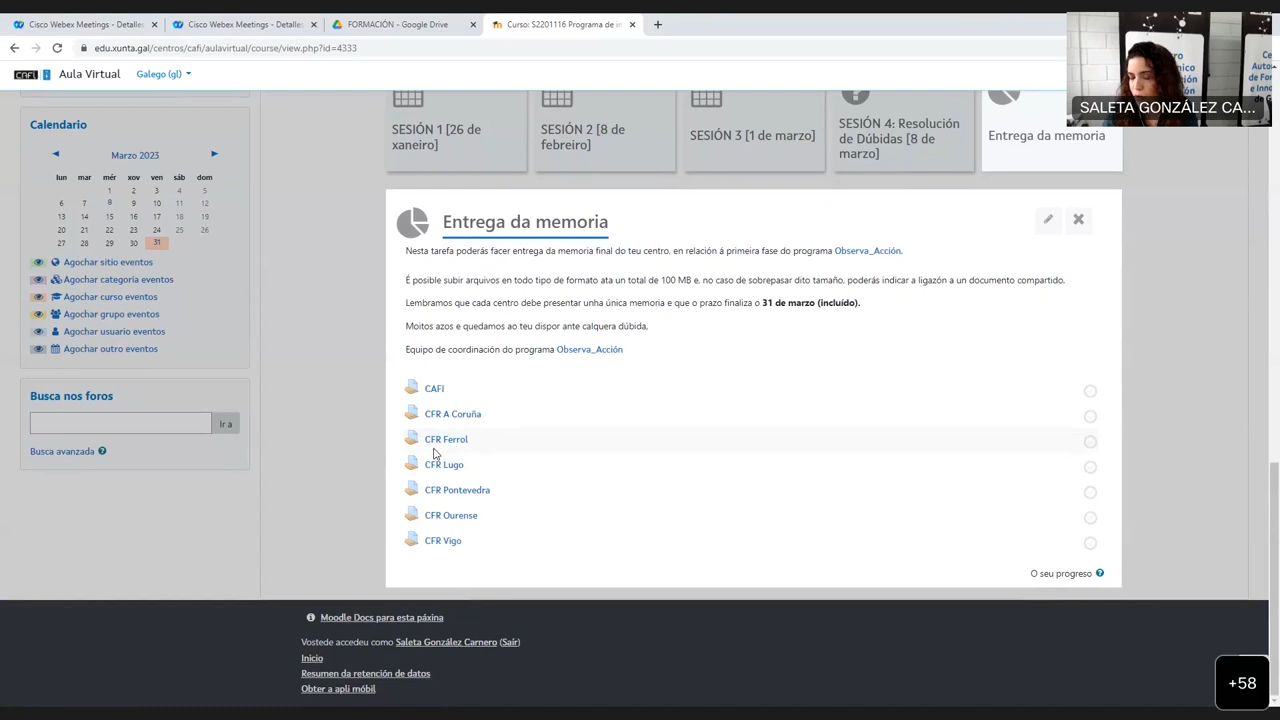 Cisco Webex Meetings - Detalles
Cisco Webex Meetings - Detalles
FORMACIÓN - Google Drive
Curso: S2201116 Programa de in
edu.xunta.gal/centros/cafi/aulavirtual/course/view.php?id=4333
CAFI Aula Virtual Galego (gl)
SALETA GONZÁLEZ CA...
Calendario
Marzo 2023
lun mar mér xov ven sáb dom
1 2 3 4 5
6 7 8 9 10 11 12
13 14 15 16 17 18 19
20 21 22 23 24 25 26
27 28 29 30 31
Agochar sitio eventos
Agochar categoría eventos
Agochar curso eventos
Agochar grupo eventos
Agochar usuario eventos
Agochar outro eventos
Busca nos foros
Ir a
Busca avanzada
SESIÓN 1 [26 de
xaneiro]
SESIÓN 2 [8 de
febreiro]
SESIÓN 3 [1 de marzo]
SESIÓN 4: Resolución
de Dúbidas [8 de
marzo]
Entrega da memoria
Entrega da memoria
Nesta tarefa poderás facer entrega da memoria final do teu centro, en relación á primeira fase do programa Observa_Acción.
É posible subir arquivos en todo tipo de formato ata un total de 100 MB e, no caso de sobrepasar dito tamaño, poderás indicar a ligazón a un documento compartido.
Lembramos que cada centro debe presentar unha única memoria e que o prazo finaliza o 31 de marzo (incluído).
Moitos azos e quedamos ao teu dispor ante calquera dúbida,
Equipo de coordinación do programa Observa_Acción
CAFI
CFR A Coruña
CFR Ferrol
CFR Lugo
CFR Pontevedra
CFR Ourense
CFR Vigo
O seu progreso
Moodle Docs para esta páxina
Vostede accedeu como Saleta González Carnero (Saír)
Inicio
Resumen da retención de datos
Obter a apli móbil
+58